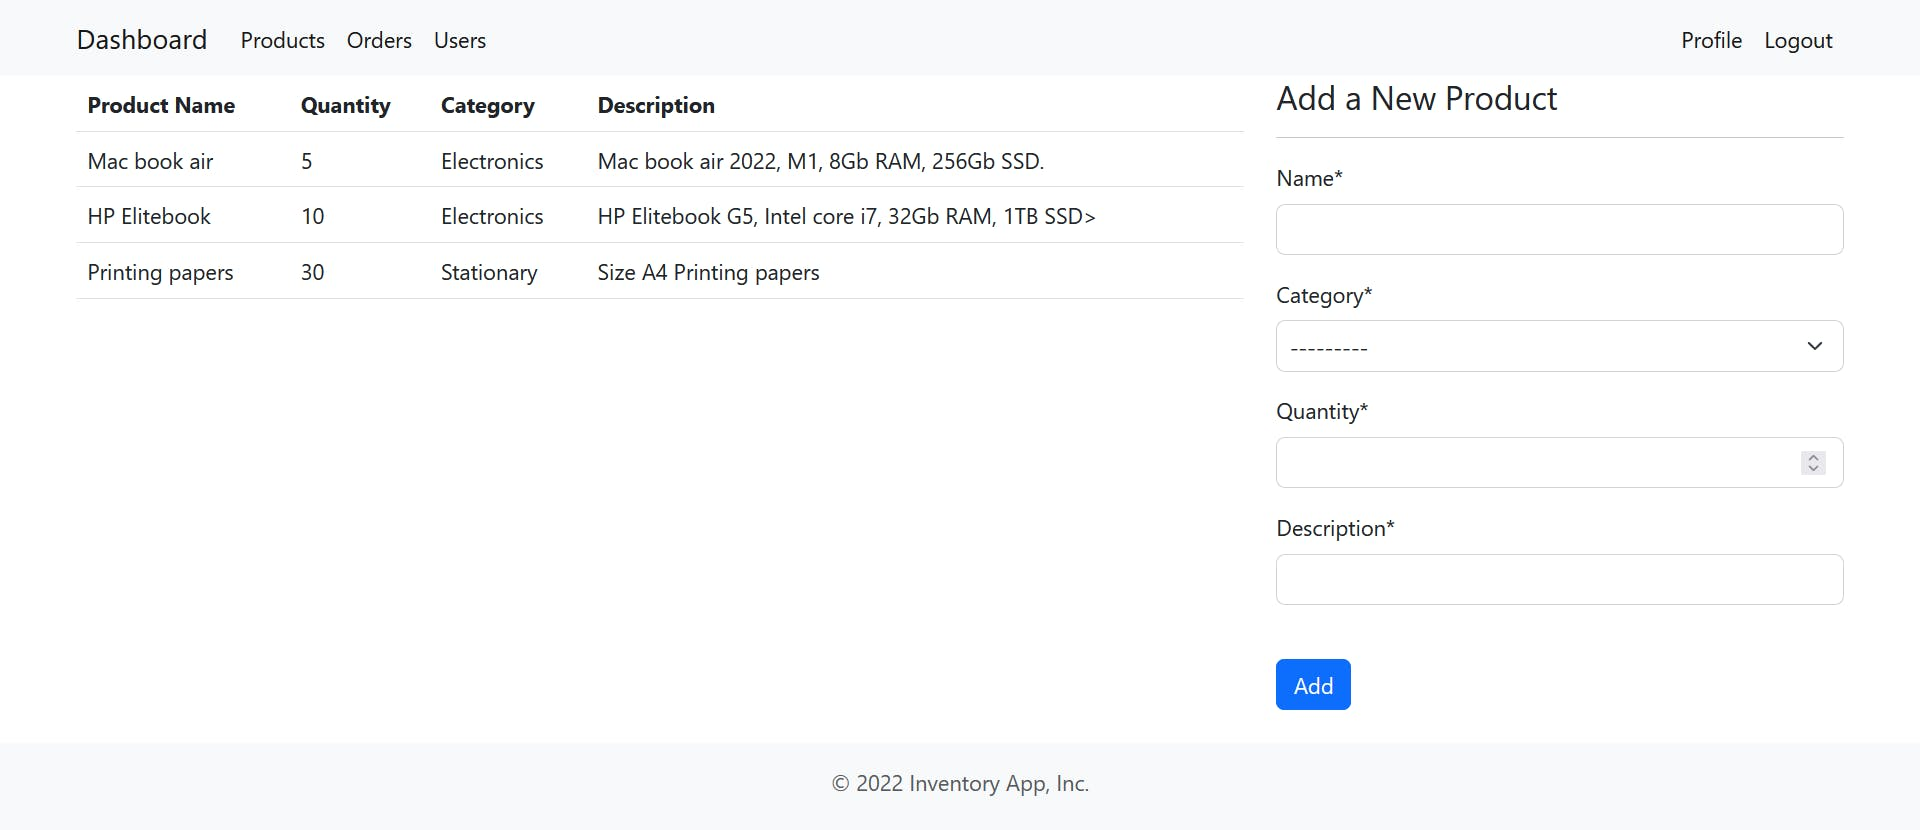 Dashboard Products Orders Users Profile Logout
Product Name Quantity Category Description
Mac book air 5 Electronics Mac book air 2022, M1, 8Gb RAM, 256Gb SSD.
HP Elitebook 10 Electronics HP Elitebook G5, Intel core i7, 32Gb RAM, 1TB SSD>
Printing papers 30 Stationary Size A4 Printing papers
Add a New Product
Name*
Category*
---------
Quantity*
Description*
Add
© 2022 Inventory App, Inc.